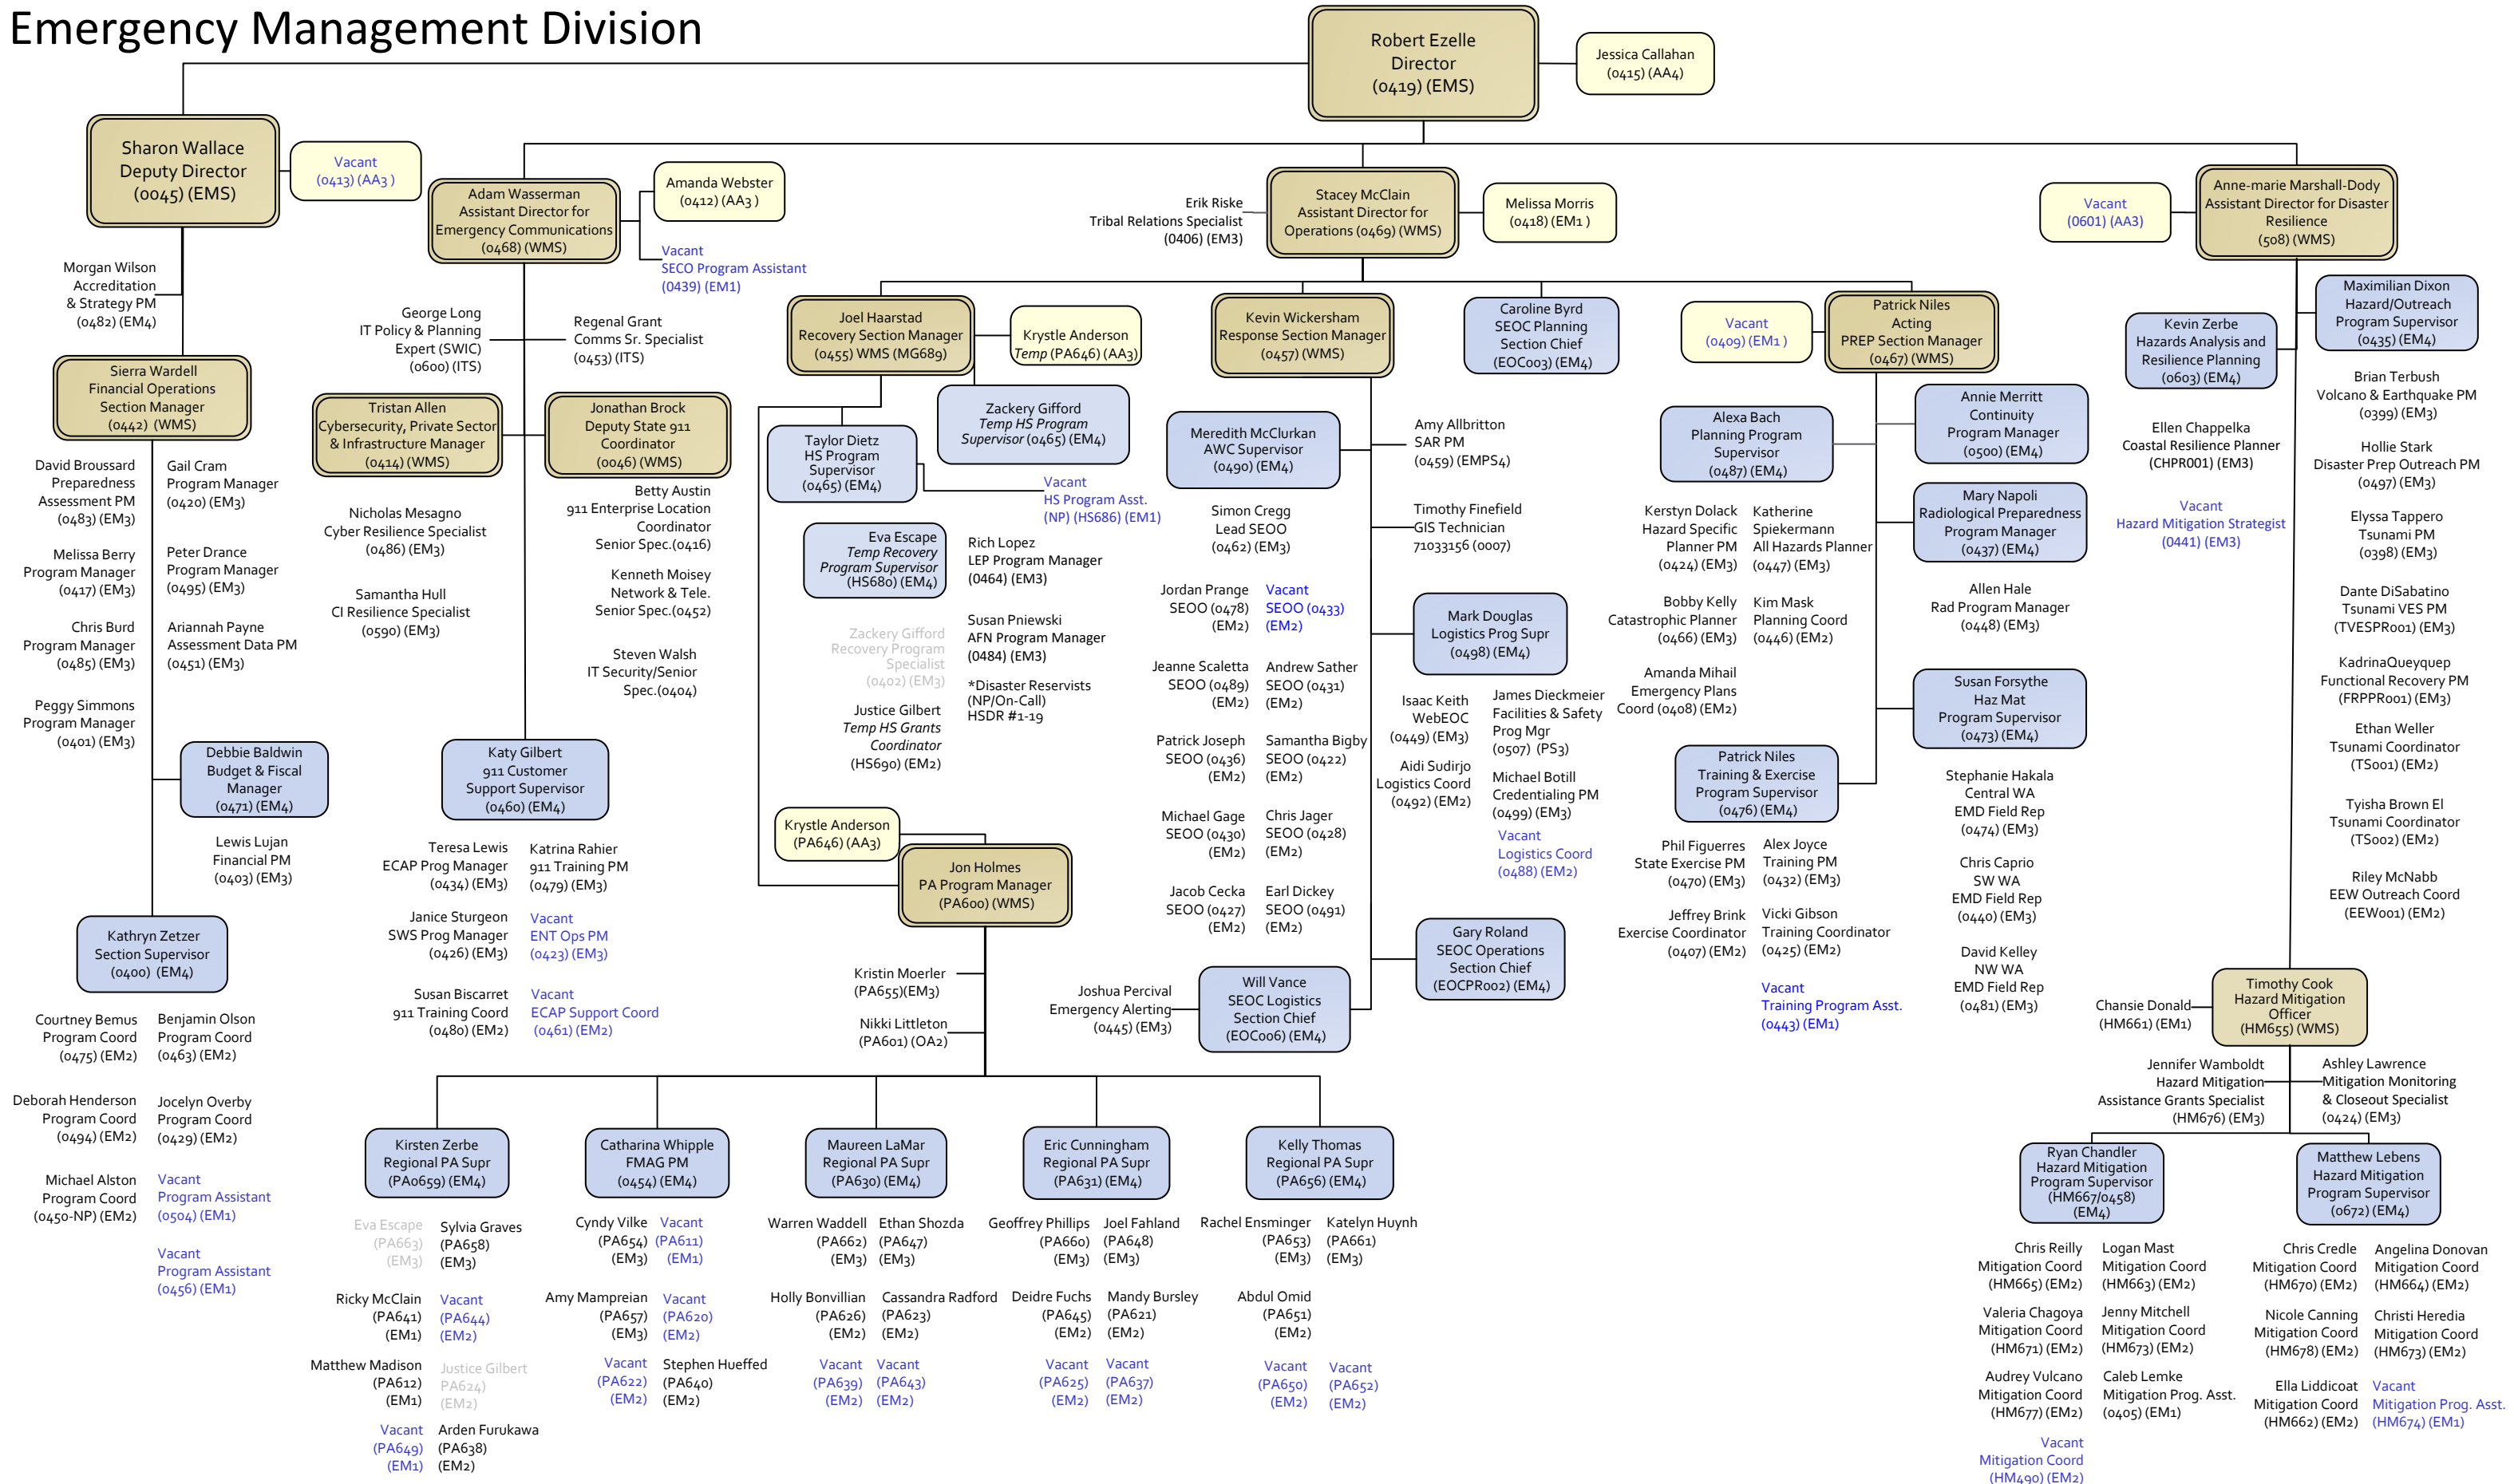 Emergency Management Division
Robert Ezelle
Director
(0419) (EMS)
Jessica Callahan
(0415) (AA4)
Sharon Wallace
Deputy Director
(0045) (EMS)
Vacant
(0413) (AA3 )
Morgan Wilson
Accreditation
& Strategy PM
(0482) (EM4)
Sierra Wardell
Financial Operations
Section Manager
(0442) (WMS)
David Broussard
Preparedness
Assessment PM
(0483) (EM3)
Gail Cram
Program Manager
(0420) (EM3)
Melissa Berry
Program Manager
(0417) (EM3)
Peter Drance
Program Manager
(0495) (EM3)
Chris Burd
Program Manager
(0485) (EM3)
Ariannah Payne
Assessment Data PM
(0451) (EM3)
Peggy Simmons
Program Manager
(0401) (EM3)
Debbie Baldwin
Budget & Fiscal
Manager
(0471) (EM4)
Lewis Lujan
Financial PM
(0403) (EM3)
Kathryn Zetzer
Section Supervisor
(0400) (EM4)
Courtney Bemus
Program Coord
(0475) (EM2)
Benjamin Olson
Program Coord
(0463) (EM2)
Deborah Henderson
Program Coord
(0494) (EM2)
Jocelyn Overby
Program Coord
(0429) (EM2)
Michael Alston
Program Coord
(0450-NP) (EM2)
Vacant
Program Assistant
(0504) (EM1)
Vacant
Program Assistant
(0456) (EM1)
Adam Wasserman
Assistant Director for
Emergency Communications
(0468) (WMS)
Amanda Webster
(0412) (AA3 )
Vacant
SECO Program Assistant
(0439) (EM1)
George Long
IT Policy & Planning
Expert (SWIC)
(0600) (ITS)
Regenal Grant
Comms Sr. Specialist
(0453) (ITS)
Tristan Allen
Cybersecurity, Private Sector
& Infrastructure Manager
(0414) (WMS)
Jonathan Brock
Deputy State 911
Coordinator
(0046) (WMS)
Nicholas Mesagno
Cyber Resilience Specialist
(0486) (EM3)
Samantha Hull
CI Resilience Specialist
(0590) (EM3)
Betty Austin
911 Enterprise Location
Coordinator
Senior Spec.(0416)
Kenneth Moisey
Network & Tele.
Senior Spec.(0452)
Steven Walsh
IT Security/Senior
Spec.(0404)
Katy Gilbert
911 Customer
Support Supervisor
(0460) (EM4)
Teresa Lewis
ECAP Prog Manager
(0434) (EM3)
Katrina Rahier
911 Training PM
(0479) (EM3)
Janice Sturgeon
SWS Prog Manager
(0426) (EM3)
Vacant
ENT Ops PM
(0423) (EM3)
Susan Biscarret
911 Training Coord
(0480) (EM2)
Vacant
ECAP Support Coord
(0461) (EM2)
Stacey McClain
Assistant Director for
Operations (0469) (WMS)
Erik Riske
Tribal Relations Specialist
(0406) (EM3)
Melissa Morris
(0418) (EM1 )
Joel Haarstad
Recovery Section Manager
(0455) WMS (MG689)
Krystle Anderson
Temp (PA646) (AA3)
Taylor Dietz
HS Program
Supervisor
(0465) (EM4)
Zackery Gifford
Temp HS Program
Supervisor (0465) (EM4)
Vacant
HS Program Asst.
(NP) (HS686) (EM1)
Eva Escape
Temp Recovery
Program Supervisor
(HS680) (EM4)
Rich Lopez
LEP Program Manager
(0464) (EM3)
Zackery Gifford
Recovery Program
Specialist
(0402) (EM3)
Susan Pniewski
AFN Program Manager
(0484) (EM3)
*Disaster Reservists
(NP/On-Call)
HSDR #1-19
Justice Gilbert
Temp HS Grants
Coordinator
(HS690) (EM2)
Krystle Anderson
(PA646) (AA3)
Jon Holmes
PA Program Manager
(PA600) (WMS)
Kristin Moerler
(PA655)(EM3)
Nikki Littleton
(PA601) (OA2)
Kirsten Zerbe
Regional PA Supr
(PA0659) (EM4)
Eva Escape
(PA663)
(EM3)
Sylvia Graves
(PA658)
(EM3)
Ricky McClain
(PA641)
(EM1)
Vacant
(PA644)
(EM2)
Matthew Madison
(PA612)
(EM1)
Justice Gilbert
PA624)
(EM2)
Vacant
(PA649)
(EM1)
Arden Furukawa
(PA638)
(EM2)
Catharina Whipple
FMAG PM
(0454) (EM4)
Cyndy Vilke
(PA654)
(EM3)
Vacant
(PA611)
(EM1)
Amy Mampreian
(PA657)
(EM3)
Vacant
(PA620)
(EM2)
Vacant
(PA622)
(EM2)
Stephen Hueffed
(PA640)
(EM2)
Maureen LaMar
Regional PA Supr
(PA630) (EM4)
Warren Waddell
(PA662)
(EM3)
Ethan Shozda
(PA647)
(EM3)
Holly Bonvillian
(PA626)
(EM2)
Cassandra Radford
(PA623)
(EM2)
Vacant
(PA639)
(EM2)
Vacant
(PA643)
(EM2)
Eric Cunningham
Regional PA Supr
(PA631) (EM4)
Geoffrey Phillips
(PA660)
(EM3)
Joel Fahland
(PA648)
(EM3)
Deidre Fuchs
(PA645)
(EM2)
Mandy Bursley
(PA621)
(EM2)
Vacant
(PA625)
(EM2)
Vacant
(PA637)
(EM2)
Kelly Thomas
Regional PA Supr
(PA656) (EM4)
Rachel Ensminger
(PA653)
(EM3)
Katelyn Huynh
(PA661)
(EM3)
Abdul Omid
(PA651)
(EM2)
Vacant
(PA650)
(EM2)
Vacant
(PA652)
(EM2)
Kevin Wickersham
Response Section Manager
(0457) (WMS)
Meredith McClurkan
AWC Supervisor
(0490) (EM4)
Amy Allbritton
SAR PM
(0459) (EMPS4)
Simon Cregg
Lead SEOO
(0462) (EM3)
Timothy Finefield
GIS Technician
71033156 (0007)
Jordan Prange
SEOO (0478)
(EM2)
Vacant
SEOO (0433)
(EM2)
Jeanne Scaletta
SEOO (0489)
(EM2)
Andrew Sather
SEOO (0431)
(EM2)
Patrick Joseph
SEOO (0436)
(EM2)
Samantha Bigby
SEOO (0422)
(EM2)
Michael Gage
SEOO (0430)
(EM2)
Chris Jager
SEOO (0428)
(EM2)
Jacob Cecka
SEOO (0427)
(EM2)
Earl Dickey
SEOO (0491)
(EM2)
Mark Douglas
Logistics Prog Supr
(0498) (EM4)
Isaac Keith
WebEOC
(0449) (EM3)
James Dieckmeier
Facilities & Safety
Prog Mgr
(0507) (PS3)
Aidi Sudirjo
Logistics Coord
(0492) (EM2)
Michael Botill
Credentialing PM
(0499) (EM3)
Vacant
Logistics Coord
(0488) (EM2)
Gary Roland
SEOC Operations
Section Chief
(EOCPR002) (EM4)
Will Vance
SEOC Logistics
Section Chief
(EOC006) (EM4)
Joshua Percival
Emergency Alerting
(0445) (EM3)
Caroline Byrd
SEOC Planning
Section Chief
(EOC003) (EM4)
Patrick Niles
Acting
PREP Section Manager
(0467) (WMS)
Vacant
(0409) (EM1 )
Alexa Bach
Planning Program
Supervisor
(0487) (EM4)
Annie Merritt
Continuity
Program Manager
(0500) (EM4)
Kerstyn Dolack
Hazard Specific
Planner PM
(0424) (EM3)
Katherine
Spiekermann
All Hazards Planner
(0447) (EM3)
Bobby Kelly
Catastrophic Planner
(0466) (EM3)
Kim Mask
Planning Coord
(0446) (EM2)
Amanda Mihail
Emergency Plans
Coord (0408) (EM2)
Mary Napoli
Radiological Preparedness
Program Manager
(0437) (EM4)
Allen Hale
Rad Program Manager
(0448) (EM3)
Susan Forsythe
Haz Mat
Program Supervisor
(0473) (EM4)
Stephanie Hakala
Central WA
EMD Field Rep
(0474) (EM3)
Chris Caprio
SW WA
EMD Field Rep
(0440) (EM3)
David Kelley
NW WA
EMD Field Rep
(0481) (EM3)
Patrick Niles
Training & Exercise
Program Supervisor
(0476) (EM4)
Phil Figuerres
State Exercise PM
(0470) (EM3)
Alex Joyce
Training PM
(0432) (EM3)
Jeffrey Brink
Exercise Coordinator
(0407) (EM2)
Vicki Gibson
Training Coordinator
(0425) (EM2)
Vacant
Training Program Asst.
(0443) (EM1)
Anne-marie Marshall-Dody
Assistant Director for Disaster
Resilience
(508) (WMS)
Vacant
(0601) (AA3)
Kevin Zerbe
Hazards Analysis and
Resilience Planning
(0603) (EM4)
Ellen Chappelka
Coastal Resilience Planner
(CHPR001) (EM3)
Vacant
Hazard Mitigation Strategist
(0441) (EM3)
Maximilian Dixon
Hazard/Outreach
Program Supervisor
(0435) (EM4)
Brian Terbush
Volcano & Earthquake PM
(0399) (EM3)
Hollie Stark
Disaster Prep Outreach PM
(0497) (EM3)
Elyssa Tappero
Tsunami PM
(0398) (EM3)
Dante DiSabatino
Tsunami VES PM
(TVESPR001) (EM3)
KadrinaQueyquep
Functional Recovery PM
(FRPPR001) (EM3)
Ethan Weller
Tsunami Coordinator
(TS001) (EM2)
Tyisha Brown El
Tsunami Coordinator
(TS002) (EM2)
Riley McNabb
EEW Outreach Coord
(EEW001) (EM2)
Timothy Cook
Hazard Mitigation
Officer
(HM655) (WMS)
Chansie Donald
(HM661) (EM1)
Jennifer Wamboldt
Hazard Mitigation
Assistance Grants Specialist
(HM676) (EM3)
Ashley Lawrence
Mitigation Monitoring
& Closeout Specialist
(0424) (EM3)
Ryan Chandler
Hazard Mitigation
Program Supervisor
(HM667/0458)
(EM4)
Chris Reilly
Mitigation Coord
(HM665) (EM2)
Logan Mast
Mitigation Coord
(HM663) (EM2)
Valeria Chagoya
Mitigation Coord
(HM671) (EM2)
Jenny Mitchell
Mitigation Coord
(HM673) (EM2)
Audrey Vulcano
Mitigation Coord
(HM677) (EM2)
Caleb Lemke
Mitigation Prog. Asst.
(0405) (EM1)
Vacant
Mitigation Coord
(HM490) (EM2)
Matthew Lebens
Hazard Mitigation
Program Supervisor
(0672) (EM4)
Chris Credle
Mitigation Coord
(HM670) (EM2)
Angelina Donovan
Mitigation Coord
(HM664) (EM2)
Nicole Canning
Mitigation Coord
(HM678) (EM2)
Christi Heredia
Mitigation Coord
(HM673) (EM2)
Ella Liddicoat
Mitigation Coord
(HM662) (EM2)
Vacant
Mitigation Prog. Asst.
(HM674) (EM1)